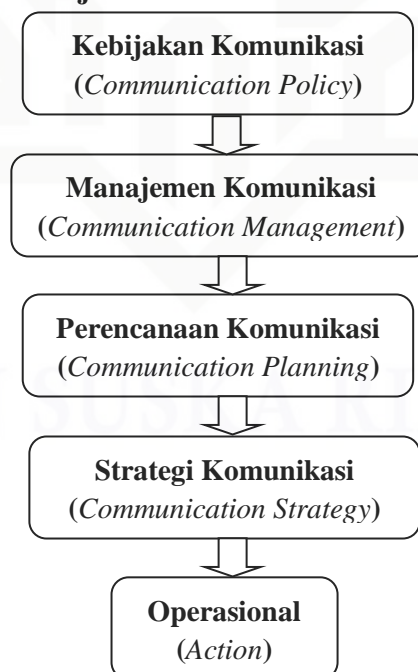 Kebijakan Komunikasi
(Communication Policy)
Manajemen Komunikasi
(Communication Management)
Perencanaan Komunikasi
(Communication Planning)
Strategi Komunikasi
(Communication Strategy)
Operasional
(Action)